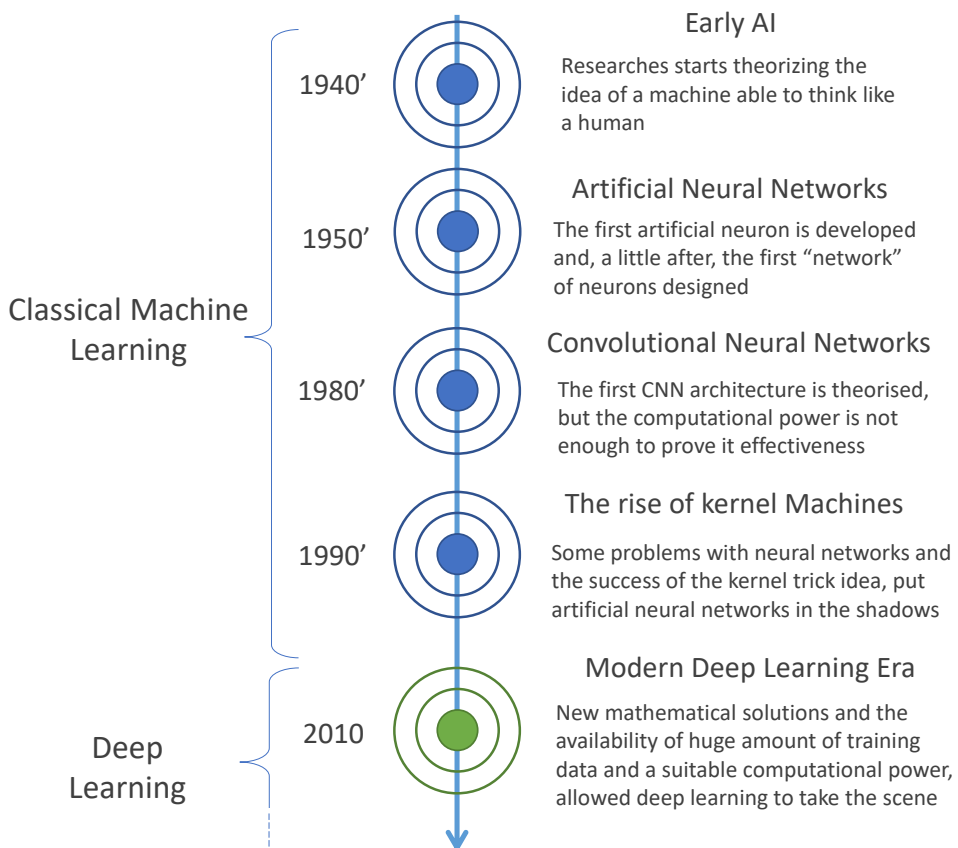 Early AI
1940’
Researches starts theorizing the
idea of a machine able to think like
a human
Artificial Neural Networks
1950’
The first artificial neuron is developed
and, a little after, the first “network”
of neurons designed
Classical Machine
Learning
Convolutional Neural Networks
1980’
The first CNN architecture is theorised,
but the computational power is not
enough to prove it effectiveness
The rise of kernel Machines
1990’
Some problems with neural networks and
the success of the kernel trick idea, put
artificial neural networks in the shadows
Modern Deep Learning Era
2010
New mathematical solutions and the
availability of huge amount of training
data and a suitable computational power,
allowed deep learning to take the scene
Deep
Learning